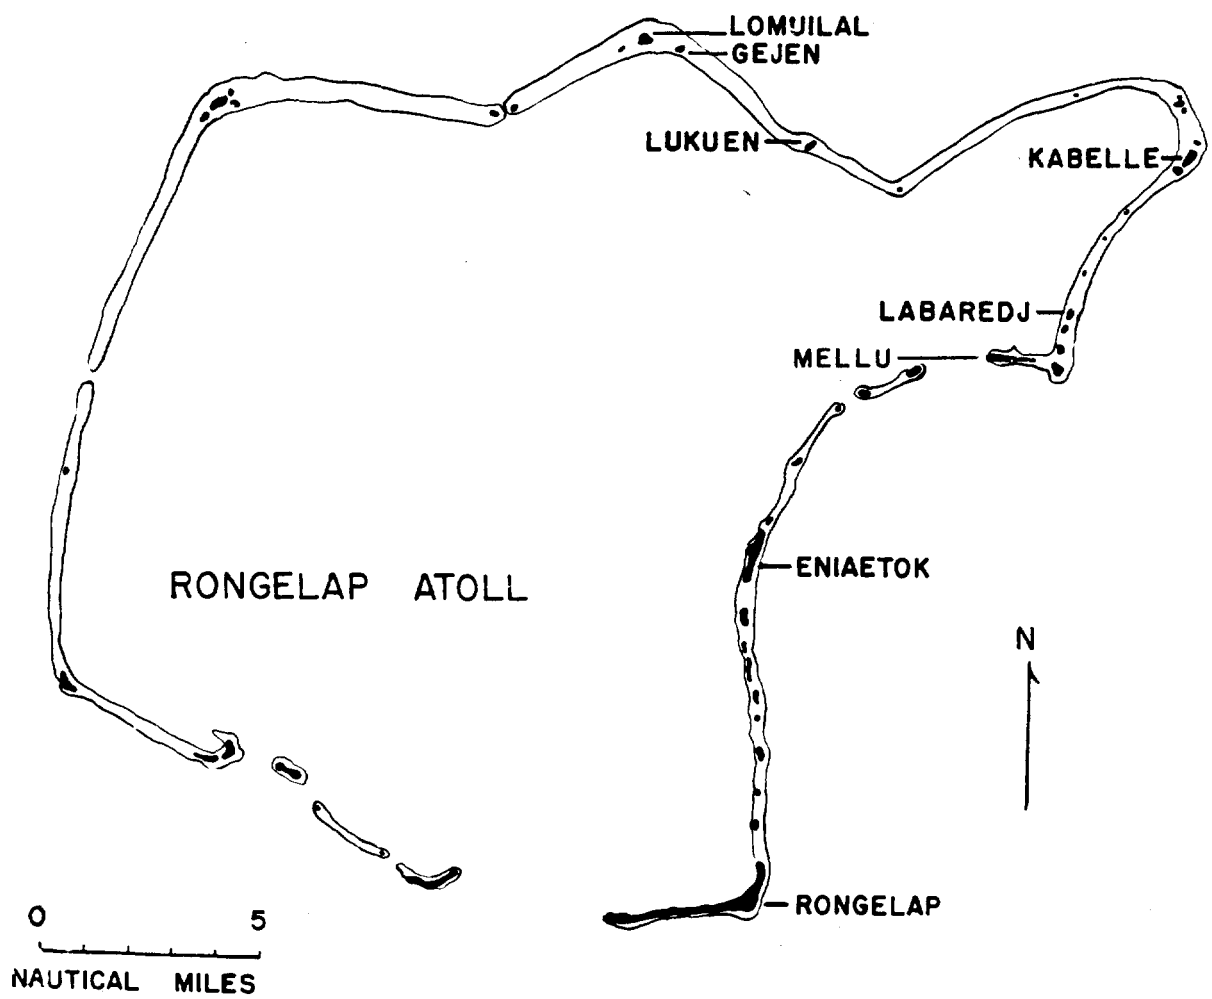 LOMUILAL
GEJEN
LUKUEN
KABELLE
LABAREDJ
MELLU
RONGELAP ATOLL
ENIAETOK
N
RONGELAP
0 5
NAUTICAL MILES